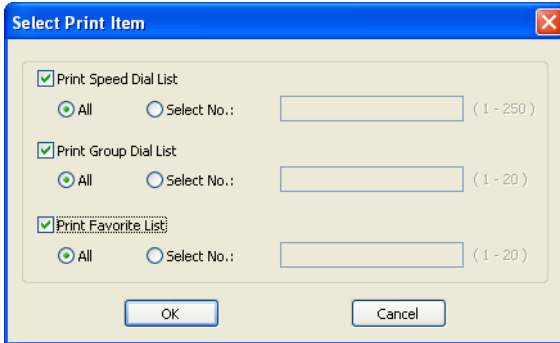 Select Print Item
Print Speed Dial List
All Select No.: ( 1 - 250 )
Print Group Dial List
All Select No.: ( 1 - 20 )
Print Favorite List
All Select No.: ( 1 - 20 )
OK Cancel